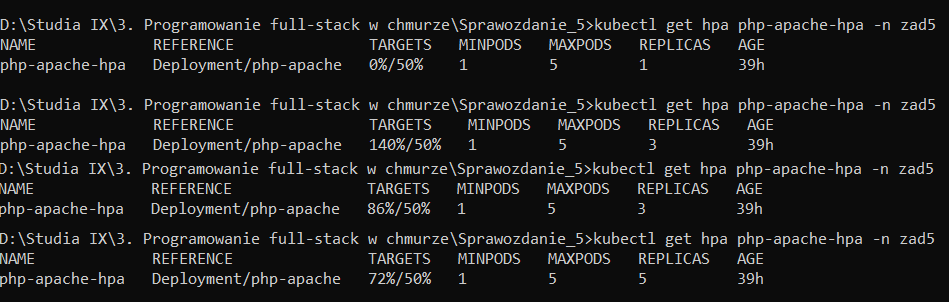 D:\Studia IX\3. Programowanie full-stack w chmurze\Sprawozdanie_5>kubectl get hpa php-apache-hpa -n zad5
NAME REFERENCE TARGETS MINPODS MAXPODS REPLICAS AGE
php-apache-hpa Deployment/php-apache 0%/50% 1 5 1 39h
D:\Studia IX\3. Programowanie full-stack w chmurze\Sprawozdanie_5>kubectl get hpa php-apache-hpa -n zad5
NAME REFERENCE TARGETS MINPODS MAXPODS REPLICAS AGE
php-apache-hpa Deployment/php-apache 140%/50% 1 5 3 39h
D:\Studia IX\3. Programowanie full-stack w chmurze\Sprawozdanie_5>kubectl get hpa php-apache-hpa -n zad5
NAME REFERENCE TARGETS MINPODS MAXPODS REPLICAS AGE
php-apache-hpa Deployment/php-apache 86%/50% 1 5 3 39h
D:\Studia IX\3. Programowanie full-stack w chmurze\Sprawozdanie_5>kubectl get hpa php-apache-hpa -n zad5
NAME REFERENCE TARGETS MINPODS MAXPODS REPLICAS AGE
php-apache-hpa Deployment/php-apache 72%/50% 1 5 5 39h